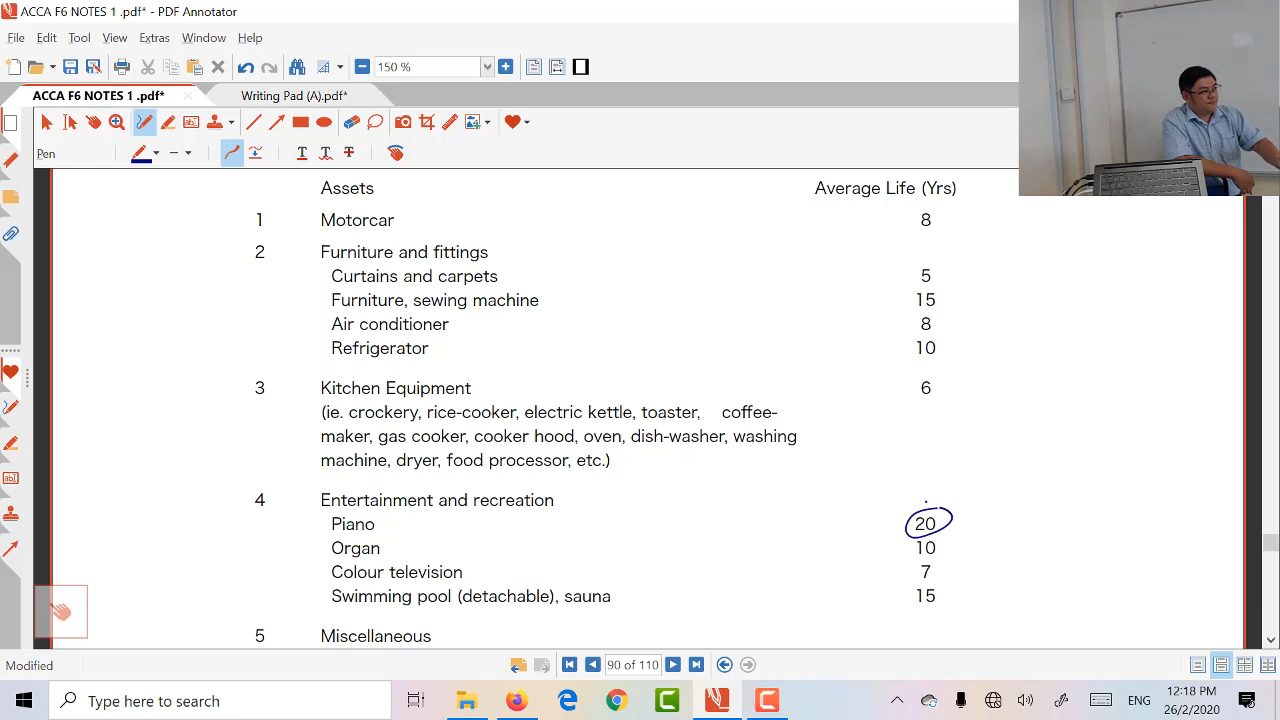 ACCA F6 NOTES 1 .pdf* - PDF Annotator
File Edit Tool View Extras Window Help
150 %
ACCA F6 NOTES 1 .pdf* Writing Pad (A).pdf*
Pen
Assets Average Life (Yrs)
1 Motorcar 8
2 Furniture and fittings
Curtains and carpets 5
Furniture, sewing machine 15
Air conditioner 8
Refrigerator 10
3 Kitchen Equipment 6
(ie. crockery, rice-cooker, electric kettle, toaster, coffee-
maker, gas cooker, cooker hood, oven, dish-washer, washing
machine, dryer, food processor, etc.)
4 Entertainment and recreation
Piano 20
Organ 10
Colour television 7
Swimming pool (detachable), sauna 15
5 Miscellaneous
Modified 90 of 110
Type here to search ENG 12:18 PM
26/2/2020